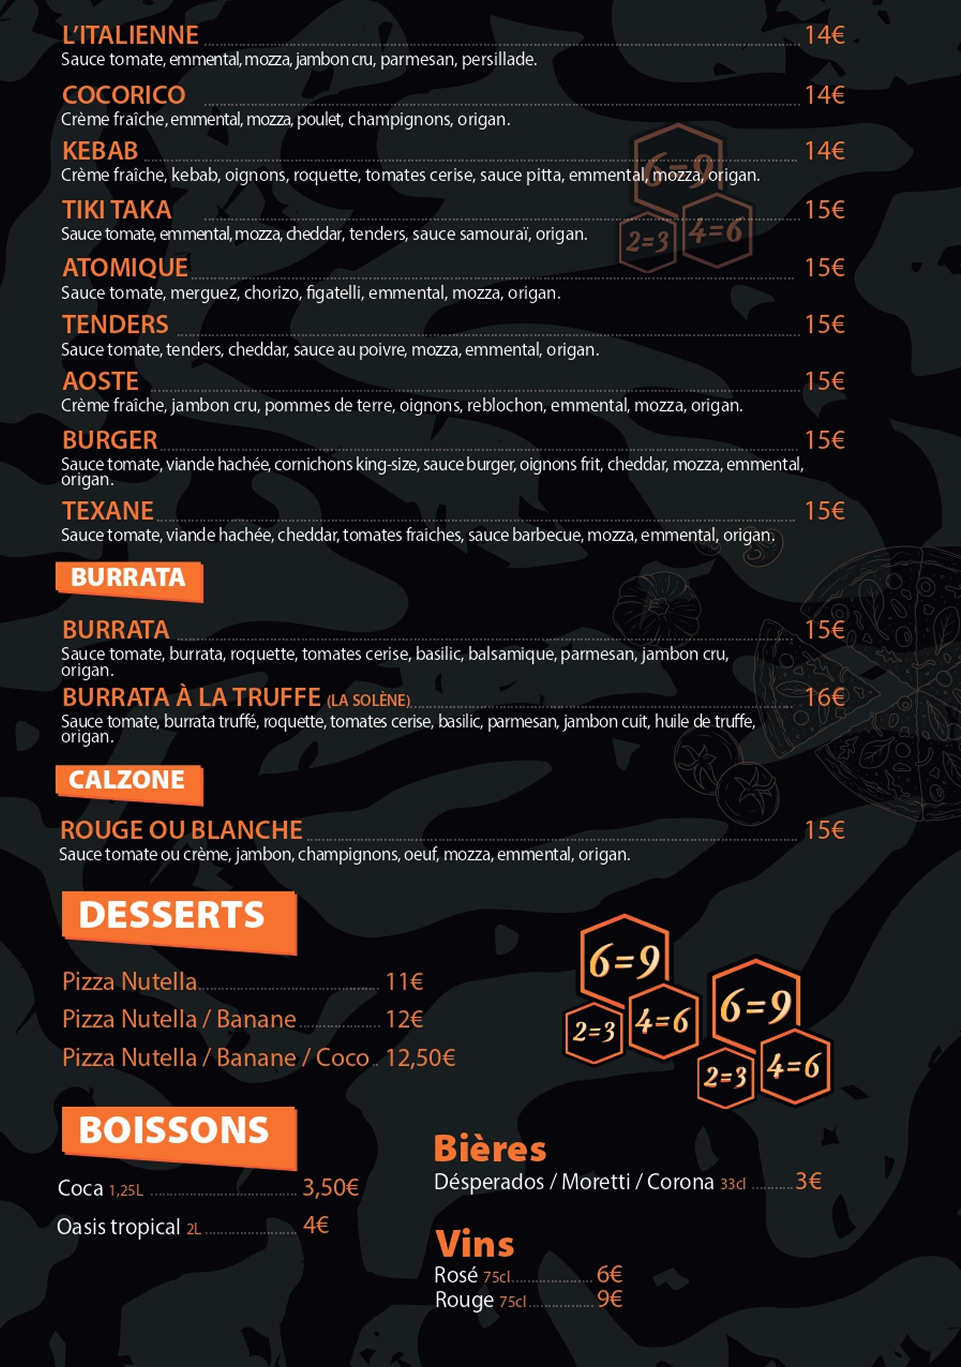 L'ITALIENNE 14€
Sauce tomate, emmental, mozza, jambon cru, parmesan, persillade.
COCORICO 14€
Crème fraîche, emmental, mozza, poulet, champignons, origan.
KEBAB 14€
Crème fraîche, kebab, oignons, roquette, tomates cerise, sauce pitta, emmental, mozza, origan.
6=9
TIKI TAKA 15€
Sauce tomate, emmental, mozza, cheddar, tenders, sauce samouraï, origan.
2=3 4=6
ATOMIQUE 15€
Sauce tomate, merguez, chorizo, figatelli, emmental, mozza, origan.
TENDERS 15€
Sauce tomate, tenders, cheddar, sauce au poivre, mozza, emmental, origan.
AOSTE 15€
Crème fraîche, jambon cru, pommes de terre, oignons, reblochon, emmental, mozza, origan.
BURGER 15€
Sauce tomate, viande hachée, cornichons king-size, sauce burger, oignons frit, cheddar, mozza, emmental,
origan.
TEXANE 15€
Sauce tomate, viande hachée, cheddar, tomates fraiches, sauce barbecue, mozza, emmental, origan.
BURRATA
BURRATA 15€
Sauce tomate, burrata, roquette, tomates cerise, basilic, balsamique, parmesan, jambon cru,
origan.
BURRATA À LA TRUFFE (LA SOLÈNE) 16€
Sauce tomate, burrata truffé, roquette, tomates cerise, basilic, parmesan, jambon cuit, huile de truffe,
origan.
CALZONE
ROUGE OU BLANCHE 15€
Sauce tomate ou crème, jambon, champignons, oeuf, mozza, emmental, origan.
DESSERTS
Pizza Nutella 11€
Pizza Nutella / Banane 12€
Pizza Nutella / Banane / Coco 12,50€
6=9
2=3 4=6
6=9
2=3 4=6
BOISSONS
Coca 1,25L 3,50€
Oasis tropical 2L 4€
Bières
Désperados / Moretti / Corona 33cl 3€
Vins
Rosé 75cl 6€
Rouge 75cl 9€